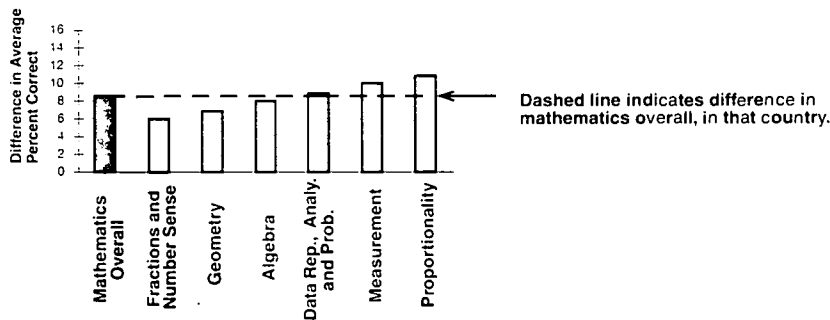 Difference in Average
Percent Correct
16
14
12
10
8
6
4
2
0
Dashed line indicates difference in
mathematics overall, in that country.
Mathematics
Overall
Fractions and
Number Sense
Geometry
Algebra
Data Rep., Analy.
and Prob.
Measurement
Proportionality